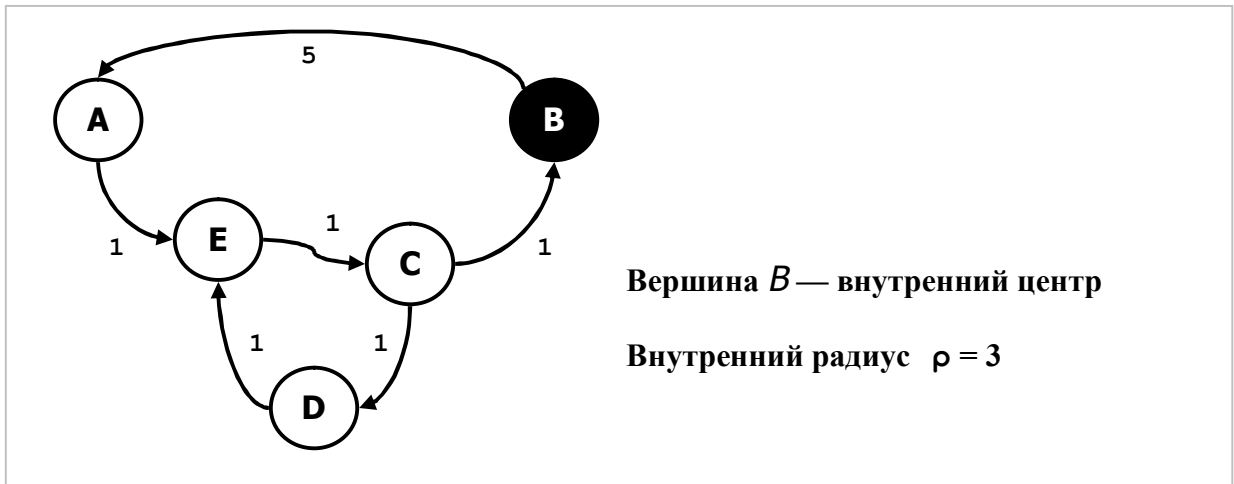 5
A
B
1
E
1
C
1
1
1
D
Вершина B — внутренний центр
Внутренний радиус ρ = 3